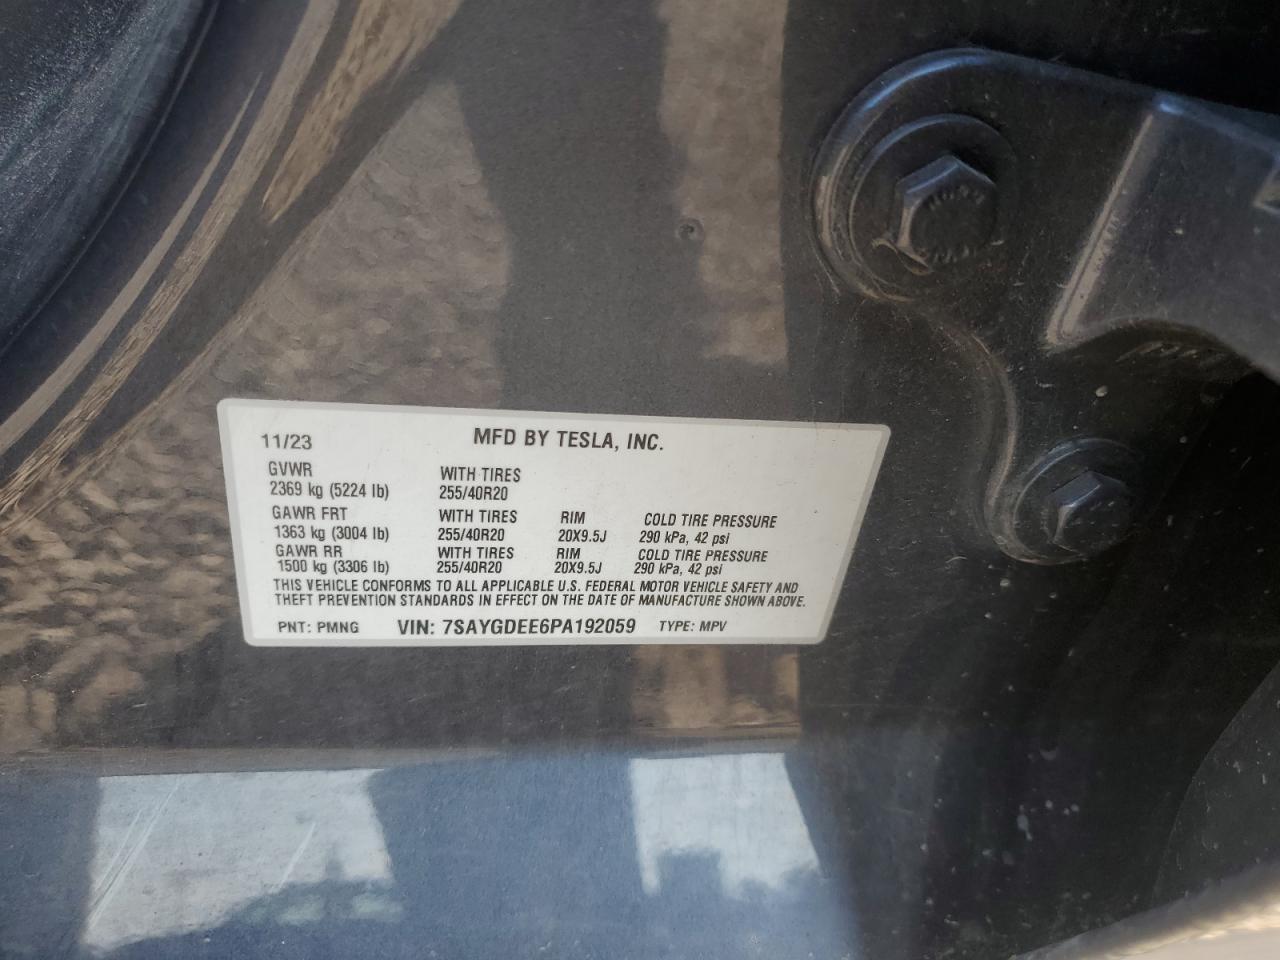 11/23 MFD BY TESLA, INC.
GVWR WITH TIRES
2369 kg (5224 lb) 255/40R20
GAWR FRT WITH TIRES RIM COLD TIRE PRESSURE
1363 kg (3004 lb) 255/40R20 20X9.5J 290 kPa, 42 psi
GAWR RR WITH TIRES RIM COLD TIRE PRESSURE
1500 kg (3306 lb) 255/40R20 20X9.5J 290 kPa, 42 psi
THIS VEHICLE CONFORMS TO ALL APPLICABLE U.S. FEDERAL MOTOR VEHICLE SAFETY AND
THEFT PREVENTION STANDARDS IN EFFECT ON THE DATE OF MANUFACTURE SHOWN ABOVE.
PNT: PMNG VIN: 7SAYGDEE6PA192059 TYPE: MPV